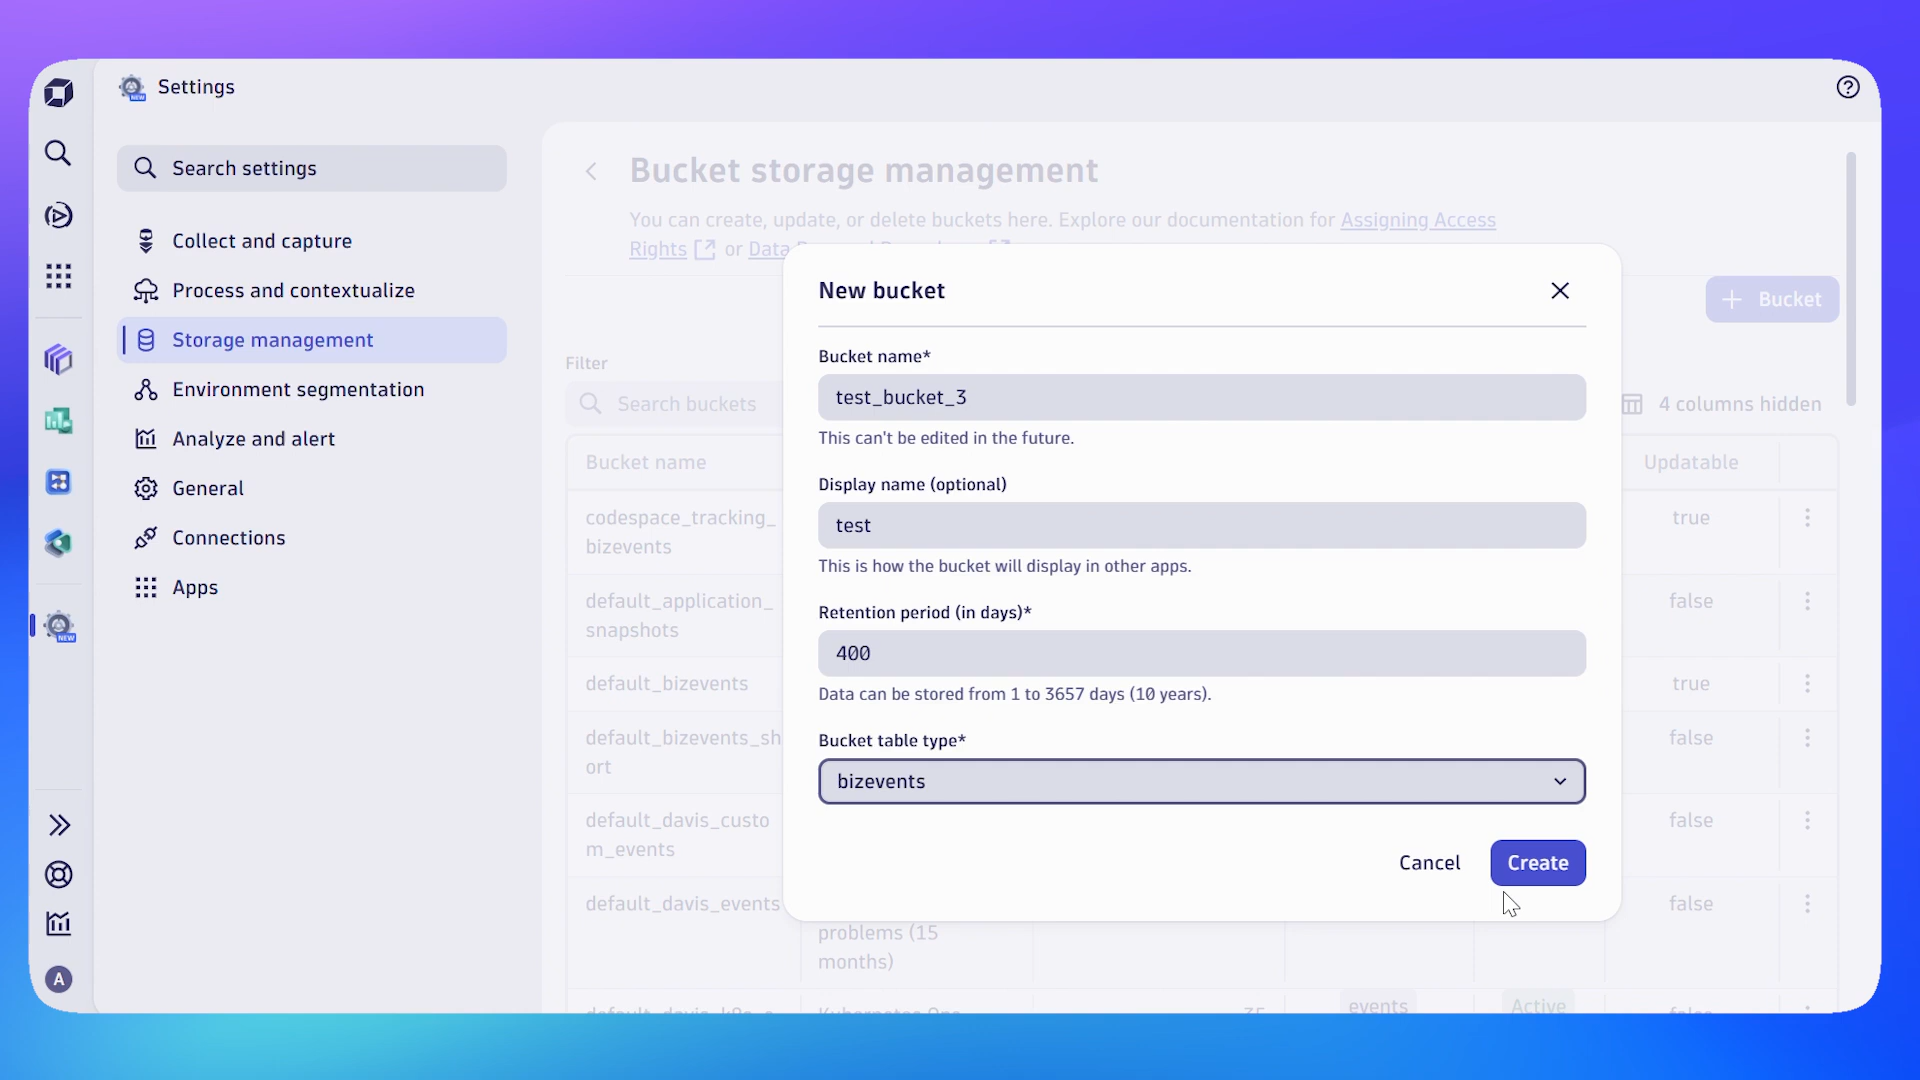 Settings
Search settings
Collect and capture
Process and contextualize
Storage management
Environment segmentation
Analyze and alert
General
Connections
Apps
NEW
NEW
A
Bucket storage management
You can create, update, or delete buckets here. Explore our documentation for Assigning Access
Rights or Data
Bucket
Filter
Search buckets
4 columns hidden
Bucket name
Updatable
codespace_tracking_
bizevents
true
default_application_
snapshots
false
default_bizevents
true
default_bizevents_sh
ort
false
default_davis_custo
m_events
false
default_davis_events
problems (15
months)
false
events
Active
New bucket
Bucket name*
test_bucket_3
This can't be edited in the future.
Display name (optional)
test
This is how the bucket will display in other apps.
Retention period (in days)*
400
Data can be stored from 1 to 3657 days (10 years).
Bucket table type*
bizevents
Cancel
Create